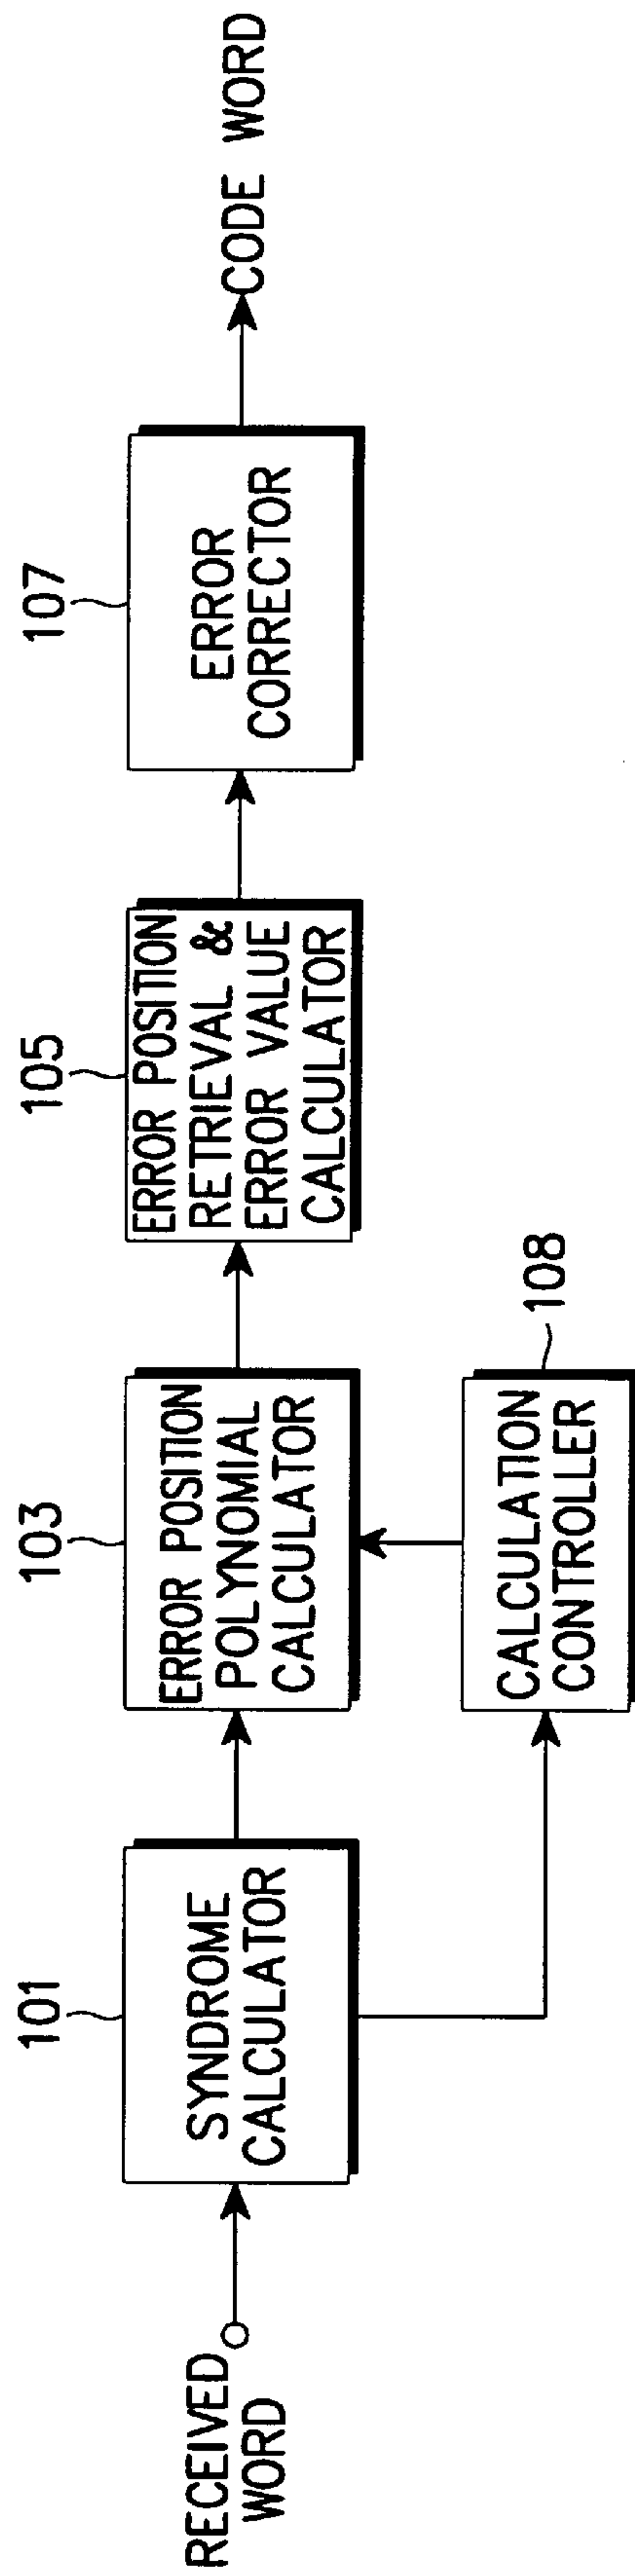 RECEIVED
WORD
101
SYNDROME
CALCULATOR
103
ERROR POSITION
POLYNOMIAL
CALCULATOR
108
CALCULATION
CONTROLLER
105
ERROR POSITION
RETRIEVAL &
ERROR VALUE
CALCULATOR
107
ERROR
CORRECTOR
CODE WORD